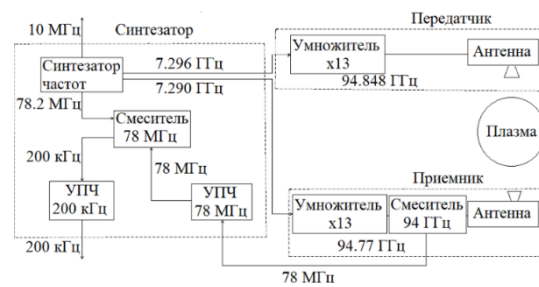 10 МГц
Синтезатор
Передатчик
Синтезатор
частот
7.296 ГГц
7.290 ГГц
Умножитель
x13
Антенна
94.848 ГГц
78.2 МГц
Смеситель
78 МГц
Плазма
200 кГц
78 МГц
УПЧ
200 кГц
УПЧ
78 МГц
Приемник
Умножитель
x13
Смеситель
94 ГГц
Антенна
94.77 ГГц
200 кГц
78 МГц